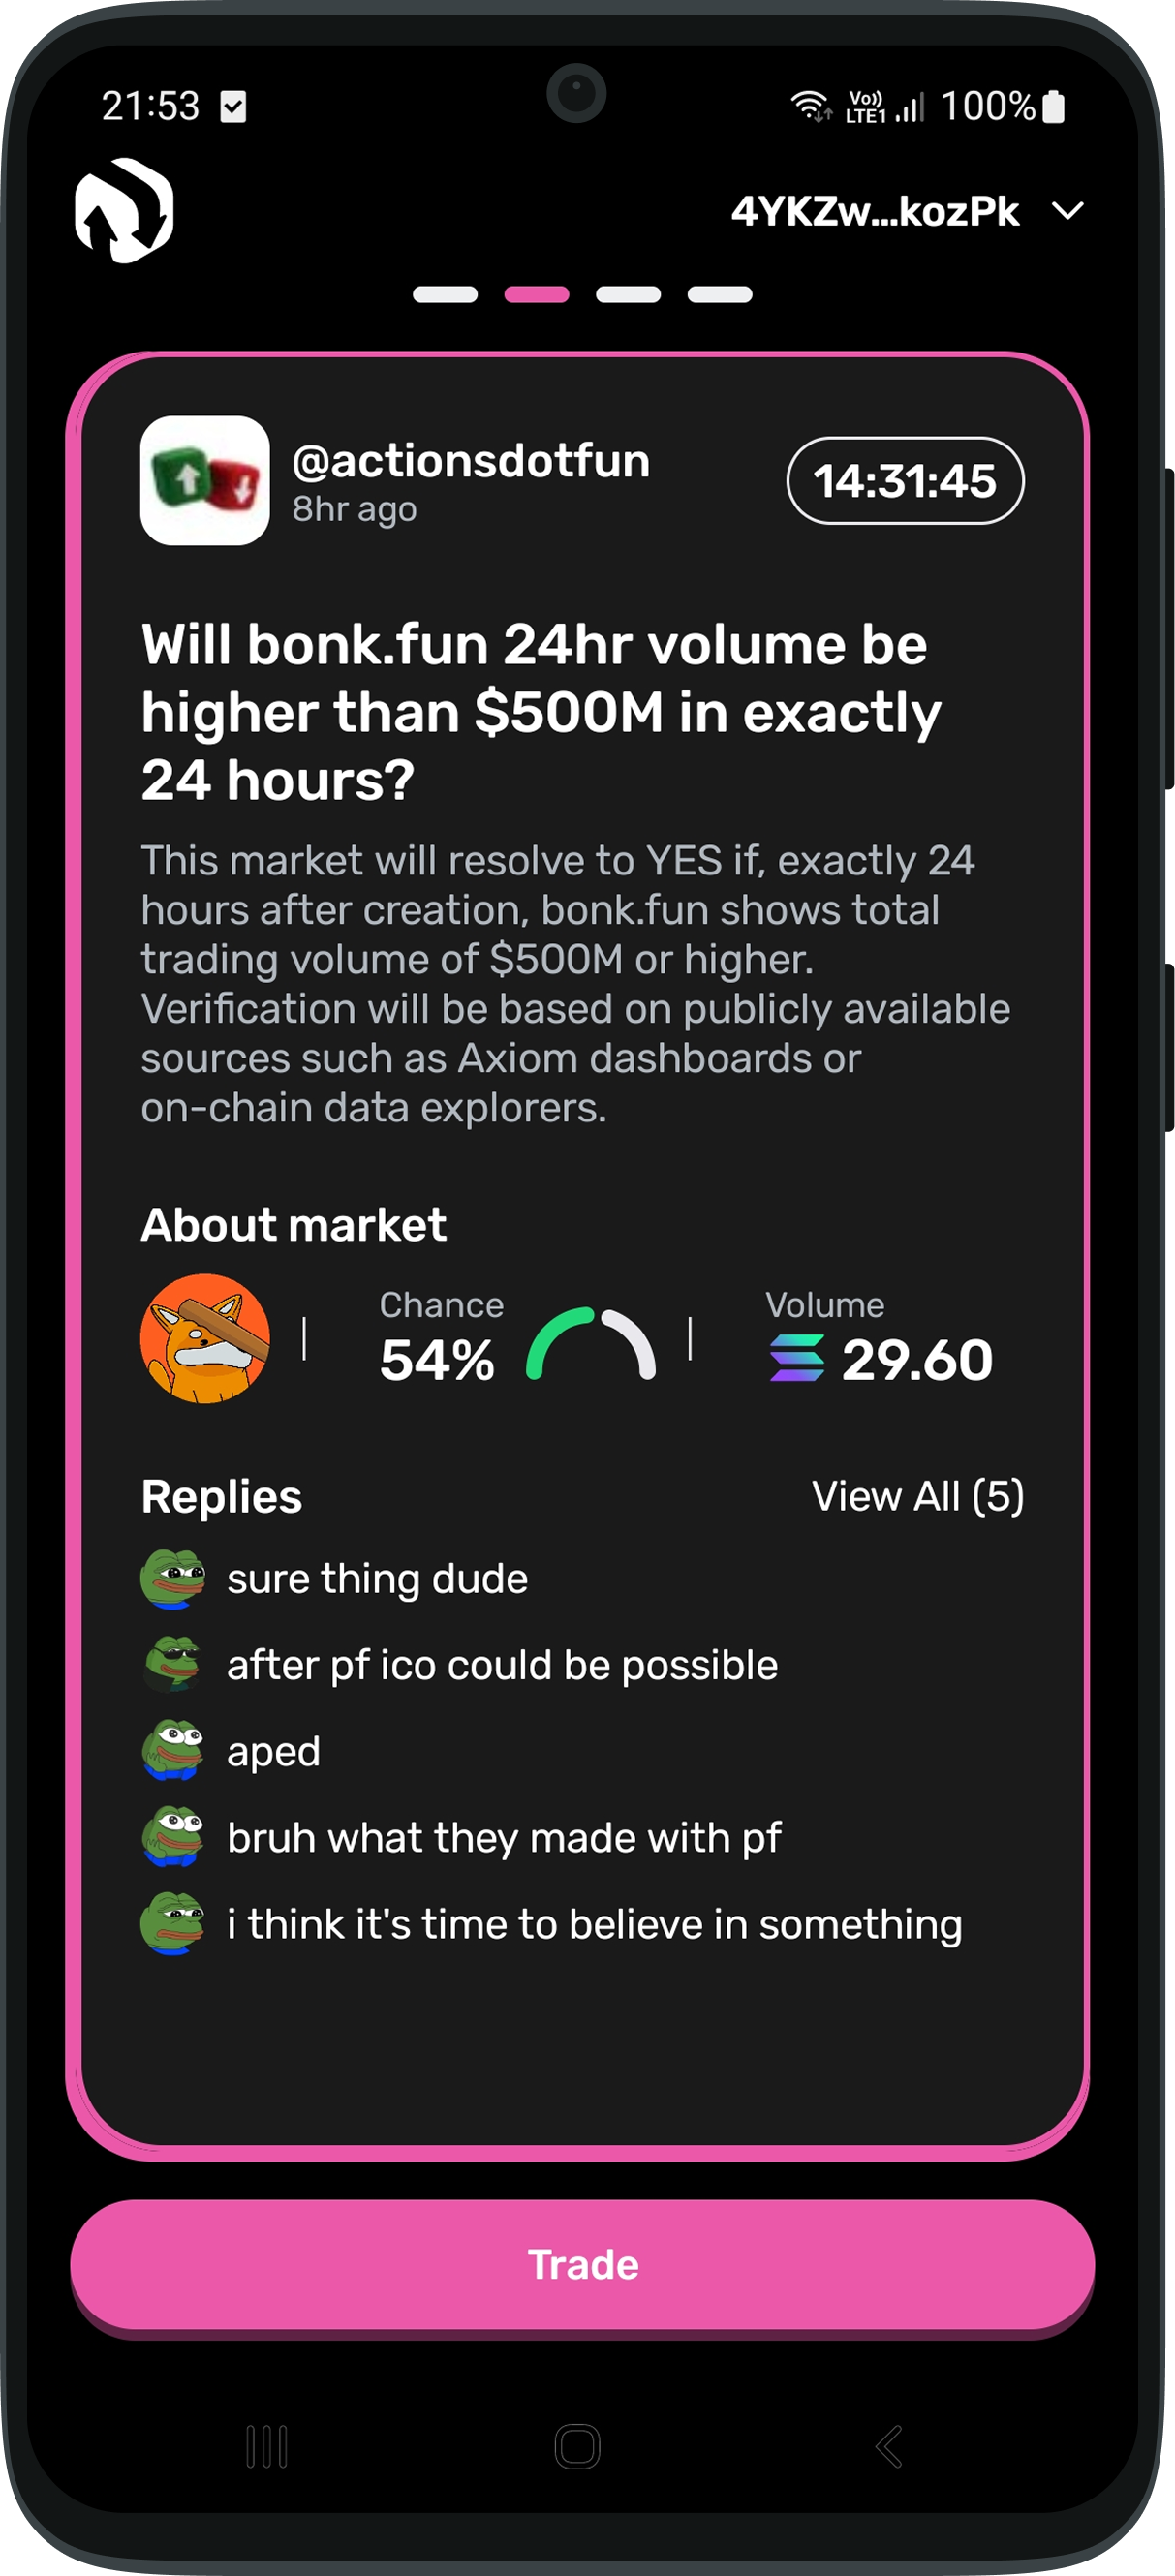 21:53
Vo)) LTE1 100%
4YKZw...kozPk
@actionsdotfun
8hr ago
14:31:45
Will bonk.fun 24hr volume be
higher than $500M in exactly
24 hours?
This market will resolve to YES if, exactly 24
hours after creation, bonk.fun shows total
trading volume of $500M or higher.
Verification will be based on publicly available
sources such as Axiom dashboards or
on-chain data explorers.
About market
Chance
54%
Volume
29.60
Replies
View All (5)
sure thing dude
after pf ico could be possible
aped
bruh what they made with pf
i think it's time to believe in something
Trade